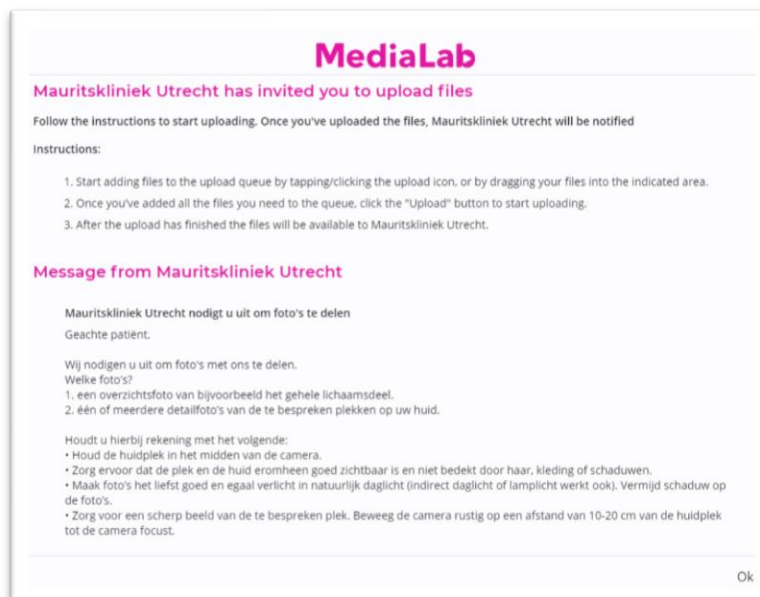 MediaLab
Mauritskliniek Utrecht has invited you to upload files
Follow the instructions to start uploading. Once you've uploaded the files, Mauritskliniek Utrecht will be notified
Instructions:
1. Start adding files to the upload queue by tapping/clicking the upload icon, or by dragging your files into the indicated area.
2. Once you've added all the files you need to the queue, click the "Upload" button to start uploading.
3. After the upload has finished the files will be available to Mauritskliniek Utrecht.
Message from Mauritskliniek Utrecht
Mauritskliniek Utrecht nodigt u uit om foto's te delen
Geachte patiënt,
Wij nodigen u uit om foto's met ons te delen.
Welke foto's?
1. een overzichtsfoto van bijvoorbeeld het gehele lichaamsdeel.
2. één of meerdere detailfoto's van de te bespreken plekken op uw huid.
Houdt u hierbij rekening met het volgende:
• Houd de huidplek in het midden van de camera.
• Zorg ervoor dat de plek en de huid eromheen goed zichtbaar is en niet bedekt door haar, kleding of schaduwen.
• Maak foto's het liefst goed en egaal verlicht in natuurlijk daglicht (indirect daglicht of lamplicht werkt ook). Vermijd schaduw op
de foto's.
• Zorg voor een scherp beeld van de te bespreken plek. Beweeg de camera rustig op een afstand van 10-20 cm van de huidplek
tot de camera focust.
Ok